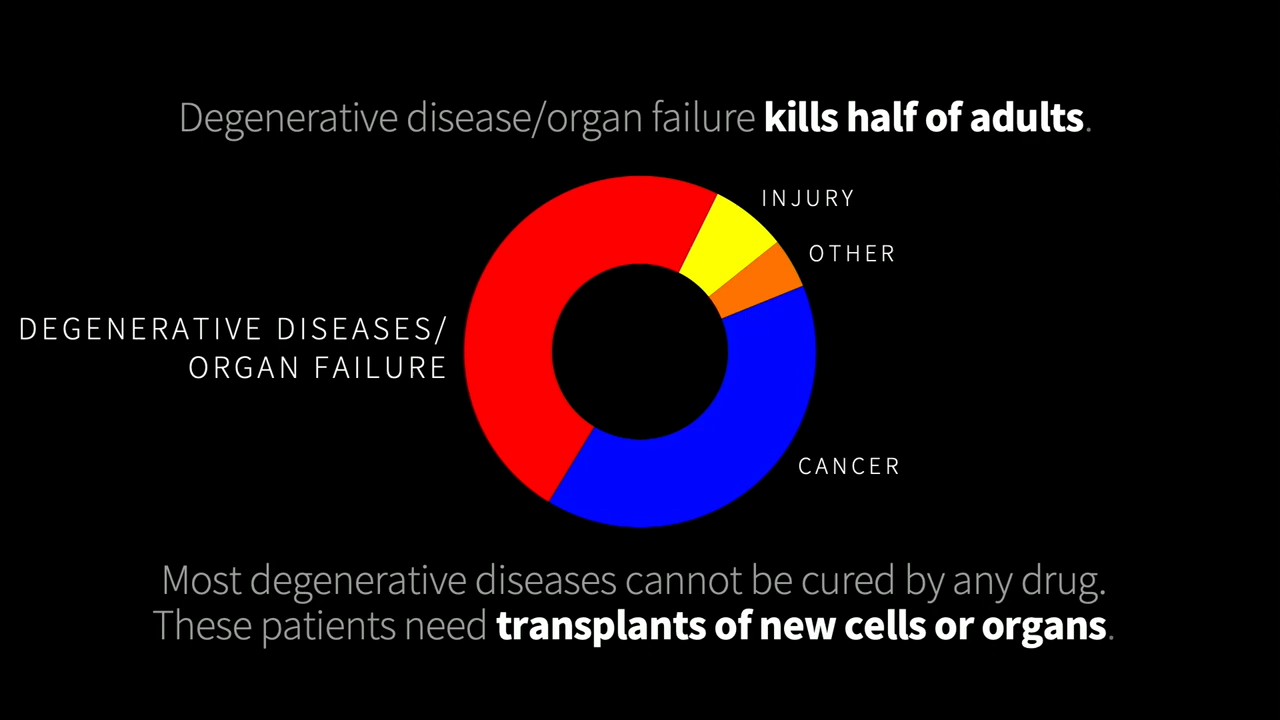 Degenerative disease/organ failure kills half of adults.
INJURY
OTHER
DEGENERATIVE DISEASES/
ORGAN FAILURE
CANCER
Most degenerative diseases cannot be cured by any drug.
These patients need transplants of new cells or organs.